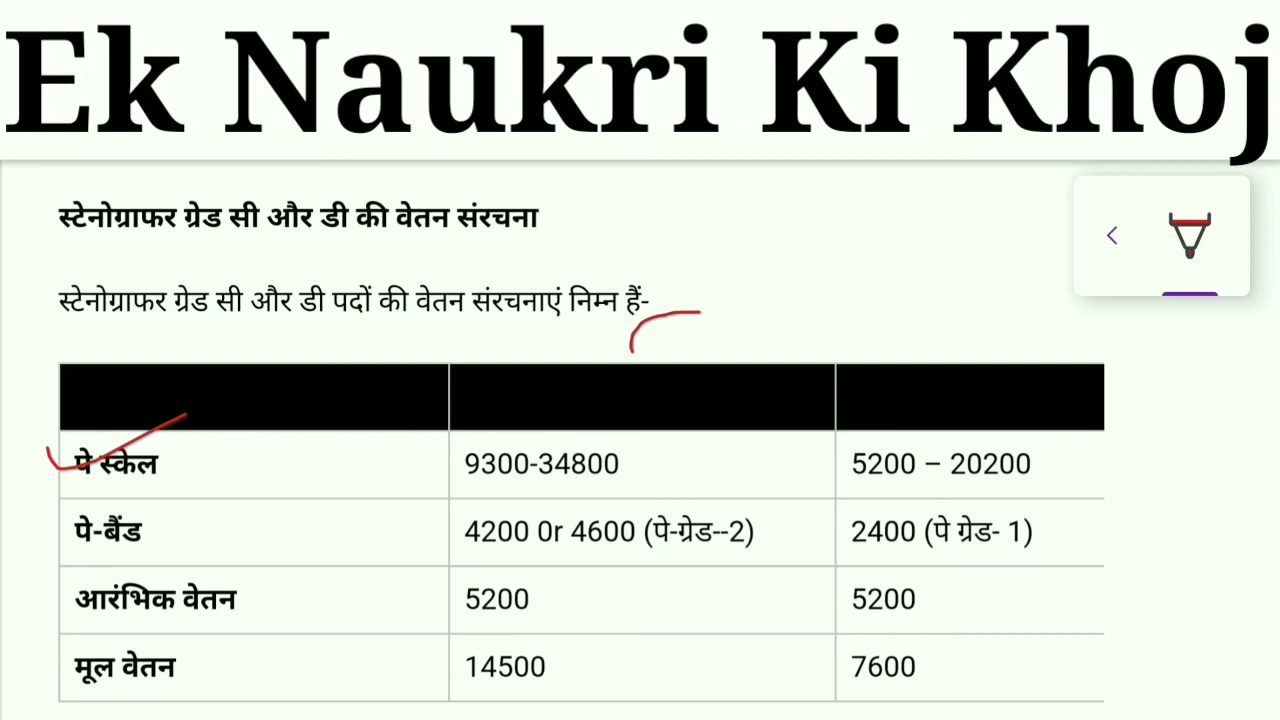 Ek Naukri Ki Khoj
स्टेनोग्राफर ग्रेड सी और डी की वेतन संरचना
स्टेनोग्राफर ग्रेड सी और डी पदों की वेतन संरचनाएं निम्न हैं-
पे स्केल 9300-34800 5200 – 20200
पे-बैंड 4200 0r 4600 (पे-ग्रेड--2) 2400 (पे ग्रेड- 1)
आरंभिक वेतन 5200 5200
मूल वेतन 14500 7600